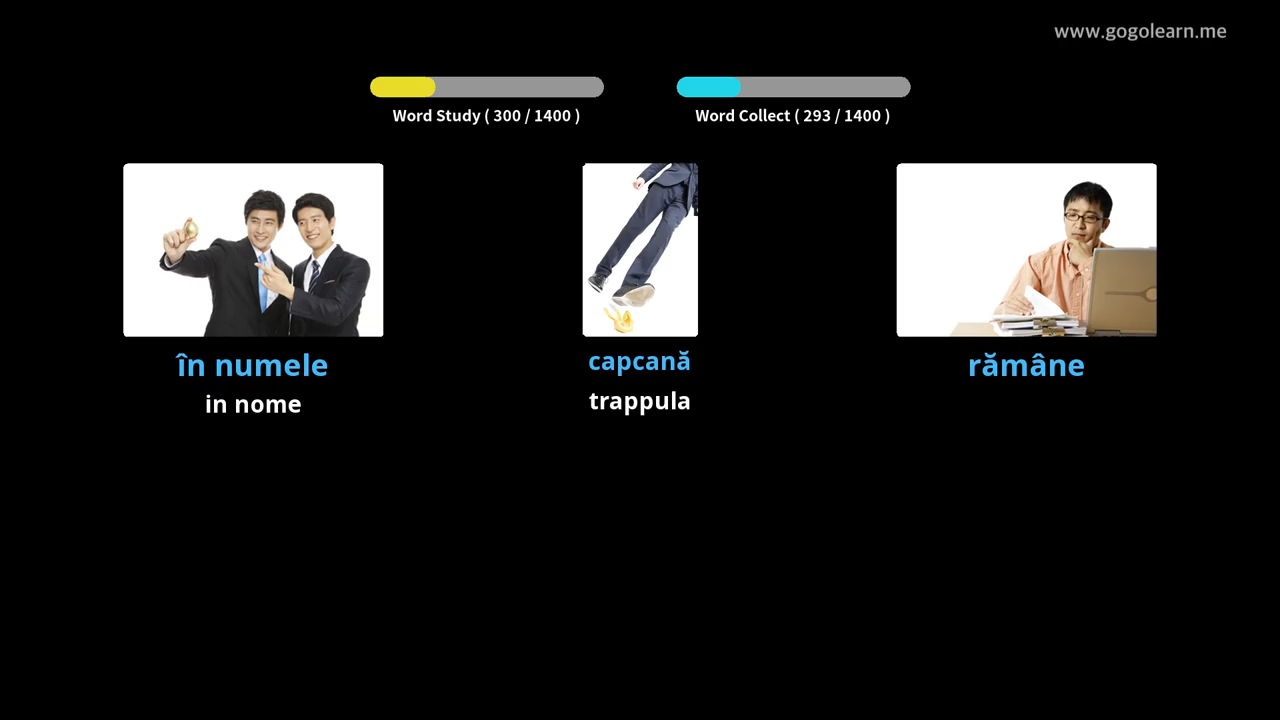 www.gogolearn.me
Word Study ( 300 / 1400 )
Word Collect ( 293 / 1400 )
în numele
in nome
capcană
trappula
rămâne